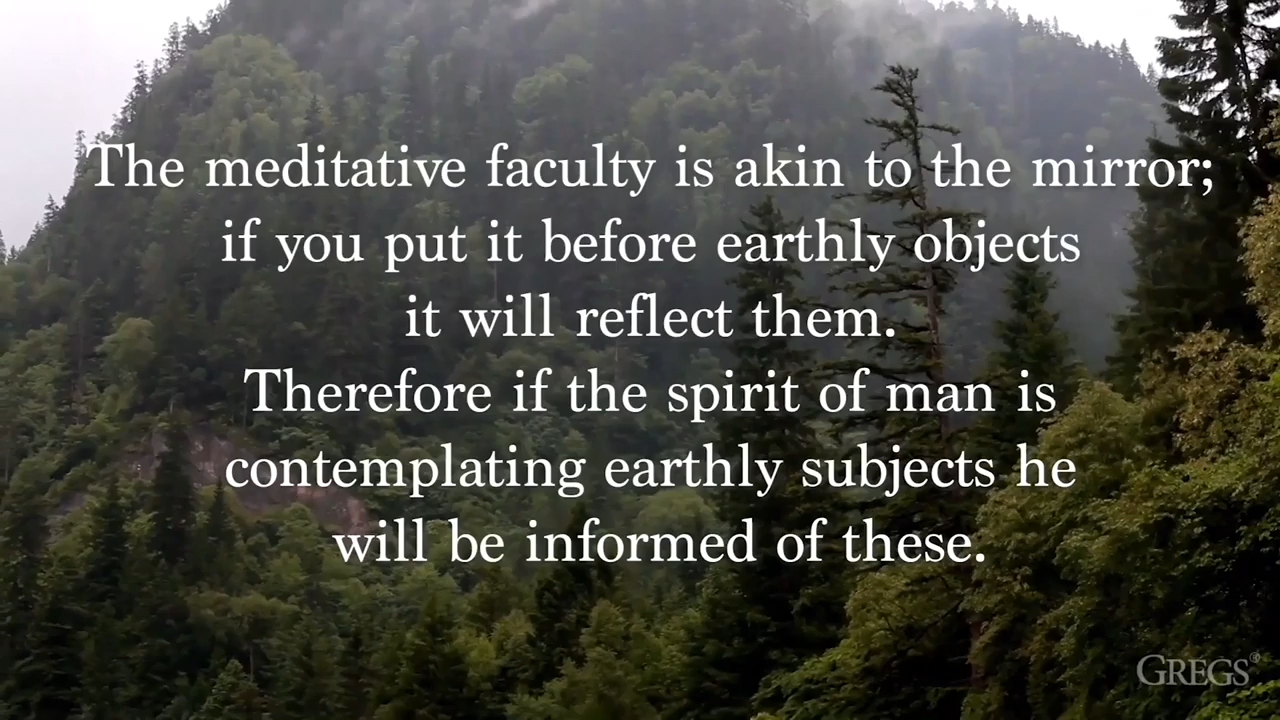 The meditative faculty is akin to the mirror;
if you put it before earthly objects
it will reflect them.
Therefore if the spirit of man is
contemplating earthly subjects he
will be informed of these.
GREGS®